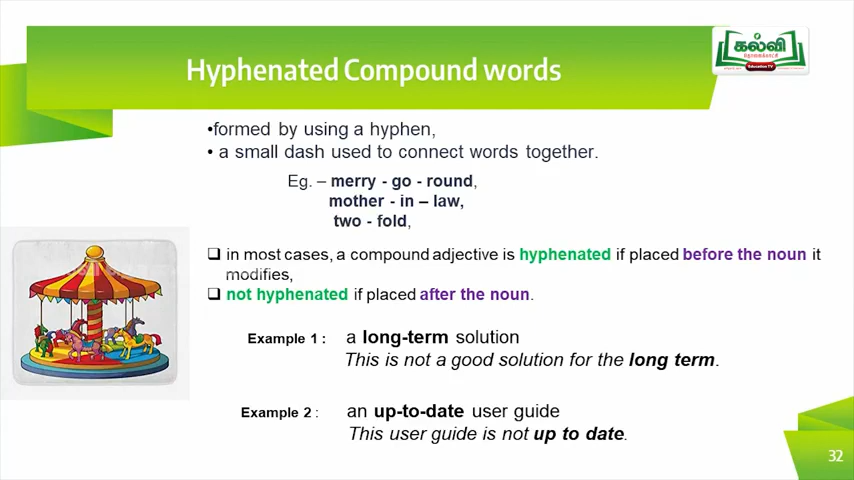 Hyphenated Compound words
கல்வி
தொலைக்காட்சி
Education TV
•formed by using a hyphen,
• a small dash used to connect words together.
Eg. – merry - go - round,
mother - in – law,
two - fold,
❑ in most cases, a compound adjective is hyphenated if placed before the noun it
modifies,
❑ not hyphenated if placed after the noun.
Example 1 : a long-term solution
This is not a good solution for the long term.
Example 2 : an up-to-date user guide
This user guide is not up to date.
32